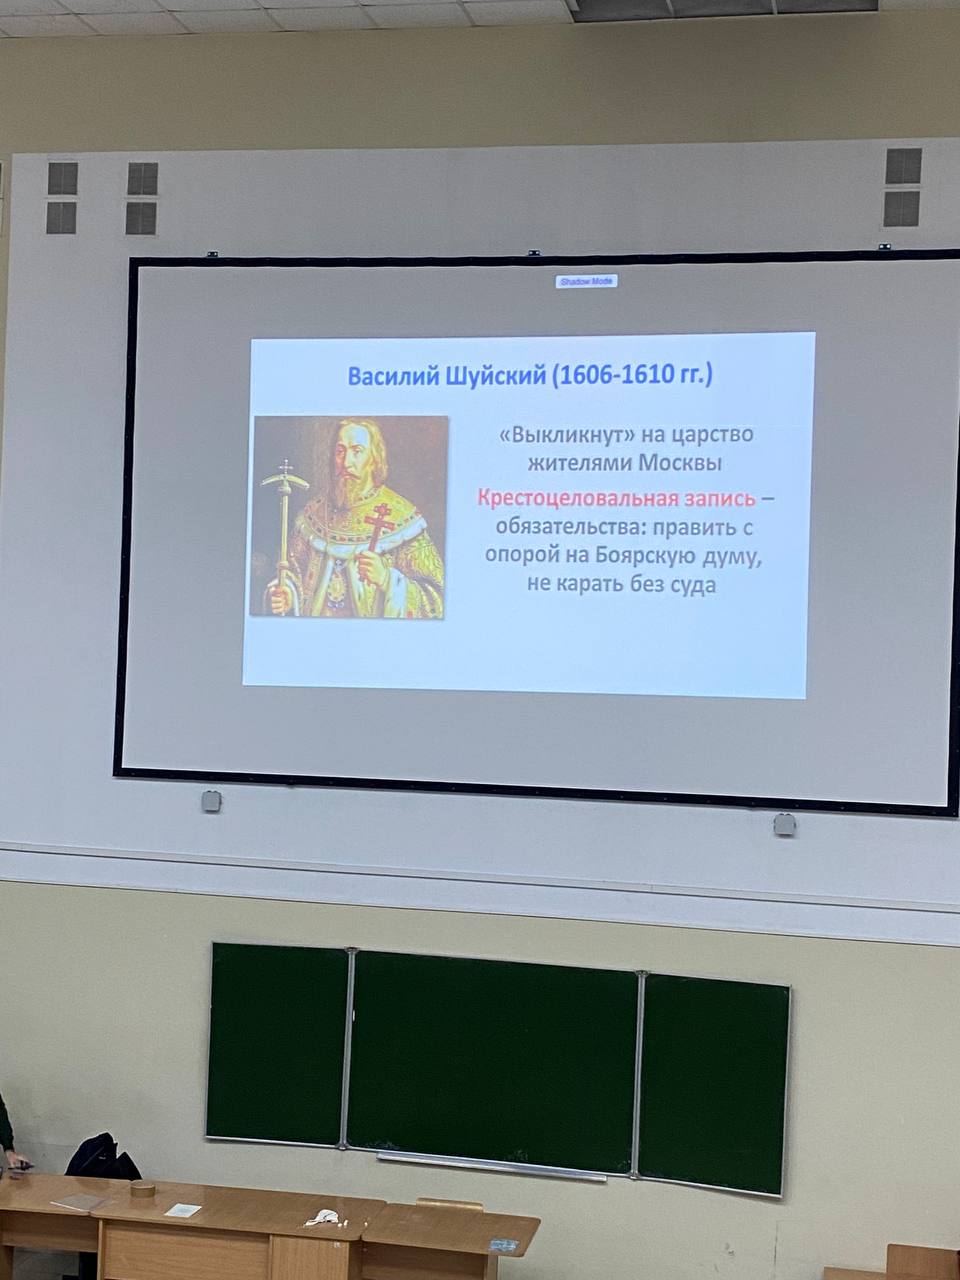 Shadow Mode
Василий Шуйский (1606-1610 гг.)
«Выкликнут» на царство
жителями Москвы
Крестоцеловальная запись –
обязательства: править с
опорой на Боярскую думу,
не карать без суда